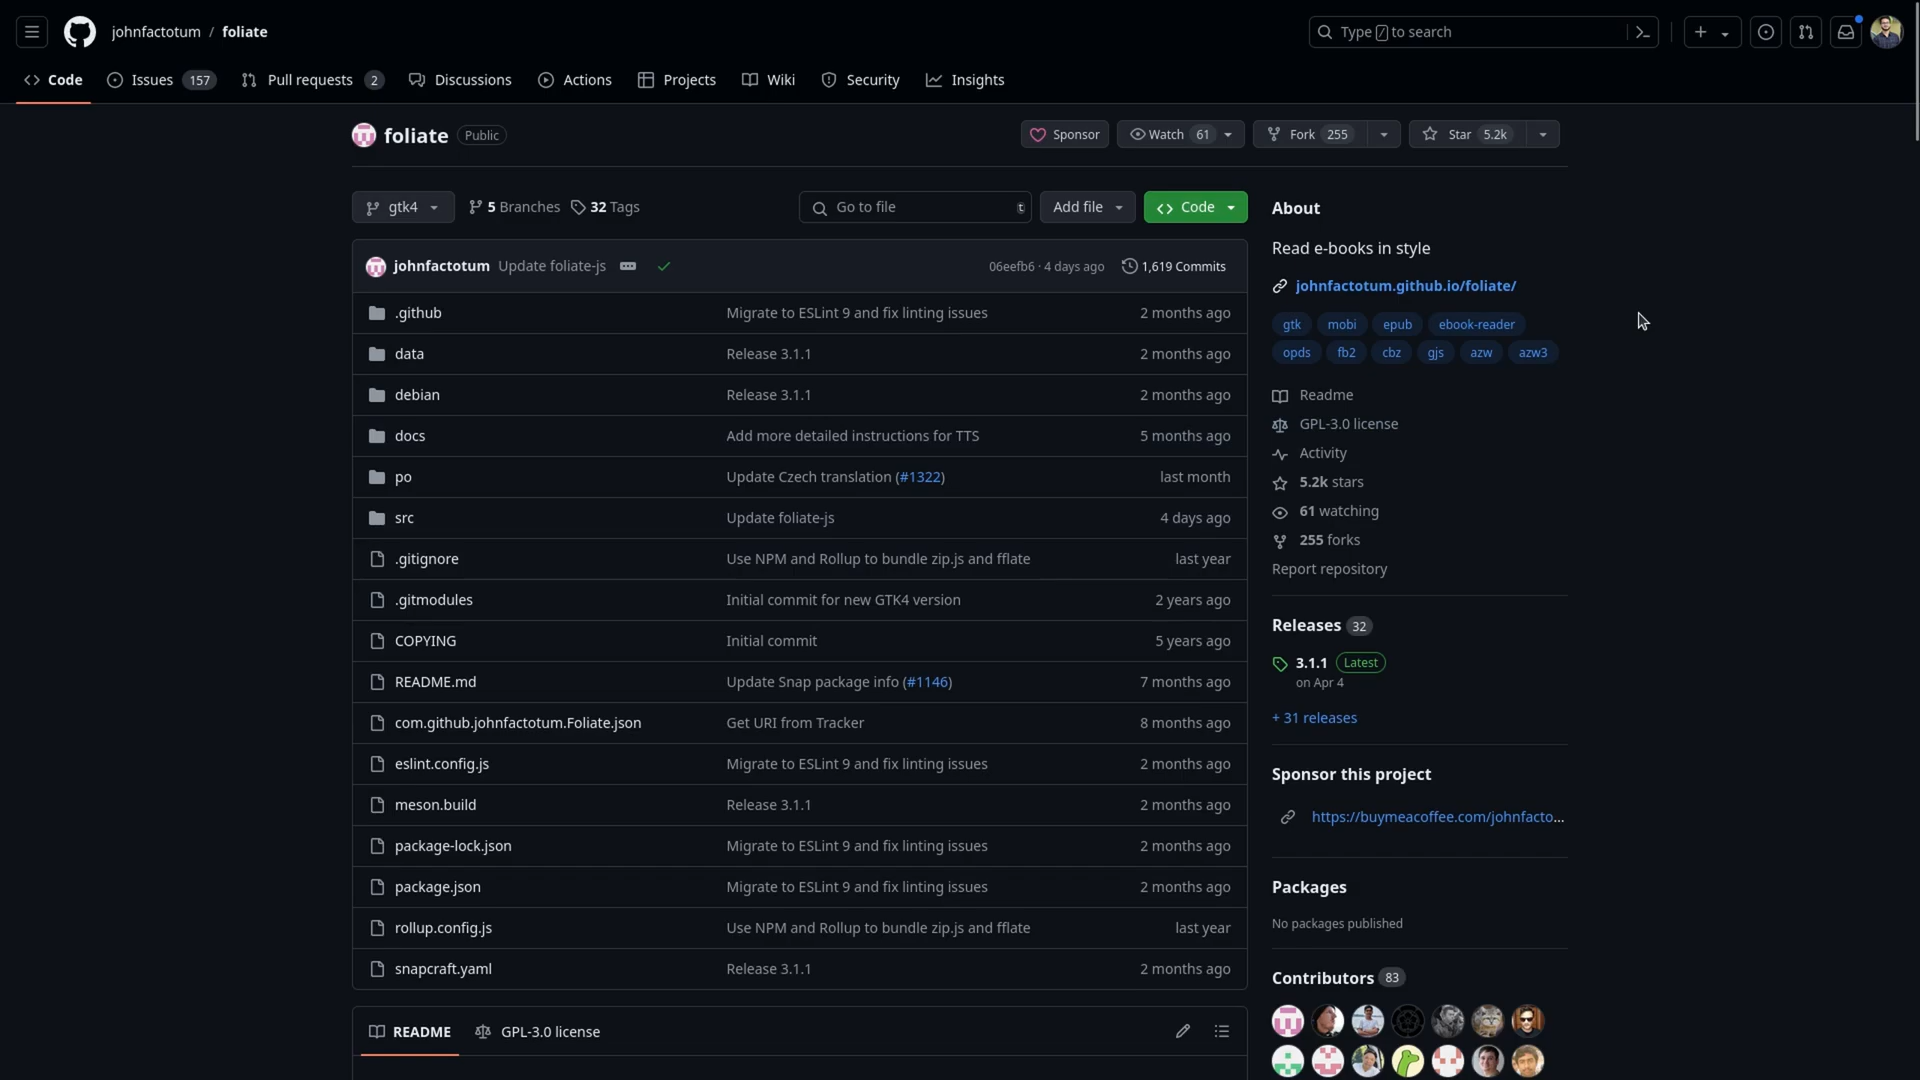 johnfactotum / foliate
Type / to search
Code
Issues 157
Pull requests 2
Discussions
Actions
Projects
Wiki
Security
Insights
foliate Public
Sponsor
Watch 61
Fork 255
Star 5.2k
gtk4
5 Branches
32 Tags
Go to file t
Add file
Code
johnfactotum Update foliate-js
06eefb6 · 4 days ago
1,619 Commits
.github Migrate to ESLint 9 and fix linting issues 2 months ago
data Release 3.1.1 2 months ago
debian Release 3.1.1 2 months ago
docs Add more detailed instructions for TTS 5 months ago
po Update Czech translation (#1322) last month
src Update foliate-js 4 days ago
.gitignore Use NPM and Rollup to bundle zip.js and fflate last year
.gitmodules Initial commit for new GTK4 version 2 years ago
COPYING Initial commit 5 years ago
README.md Update Snap package info (#1146) 7 months ago
com.github.johnfactotum.Foliate.json Get URI from Tracker 8 months ago
eslint.config.js Migrate to ESLint 9 and fix linting issues 2 months ago
meson.build Release 3.1.1 2 months ago
package-lock.json Migrate to ESLint 9 and fix linting issues 2 months ago
package.json Migrate to ESLint 9 and fix linting issues 2 months ago
rollup.config.js Use NPM and Rollup to bundle zip.js and fflate last year
snapcraft.yaml Release 3.1.1 2 months ago
README
GPL-3.0 license
About
Read e-books in style
johnfactotum.github.io/foliate/
gtk mobi epub ebook-reader
opds fb2 cbz gjs azw azw3
Readme
GPL-3.0 license
Activity
5.2k stars
61 watching
255 forks
Report repository
Releases 32
3.1.1 Latest
on Apr 4
+ 31 releases
Sponsor this project
https://buymeacoffee.com/johnfacto...
Packages
No packages published
Contributors 83